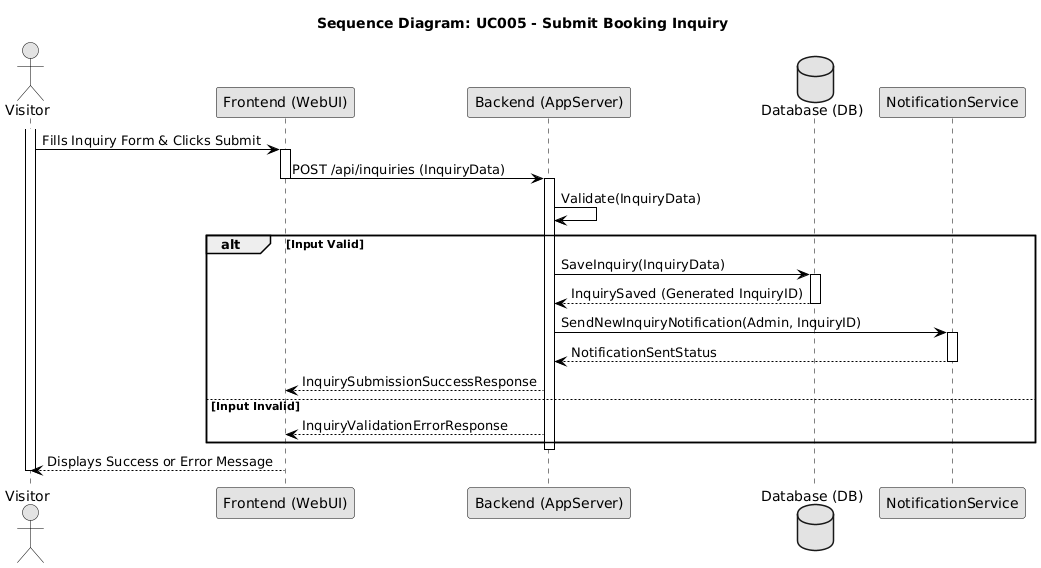 Sequence Diagram: UC005 - Submit Booking Inquiry
Visitor
Frontend (WebUI)
Backend (AppServer)
Database (DB)
NotificationService
Fills Inquiry Form & Clicks Submit
POST /api/inquiries (InquiryData)
Validate(InquiryData)
alt
[Input Valid]
SaveInquiry(InquiryData)
InquirySaved (Generated InquiryID)
SendNewInquiryNotification(Admin, InquiryID)
NotificationSentStatus
InquirySubmissionSuccessResponse
[Input Invalid]
InquiryValidationErrorResponse
Displays Success or Error Message
Visitor
Frontend (WebUI)
Backend (AppServer)
Database (DB)
NotificationService